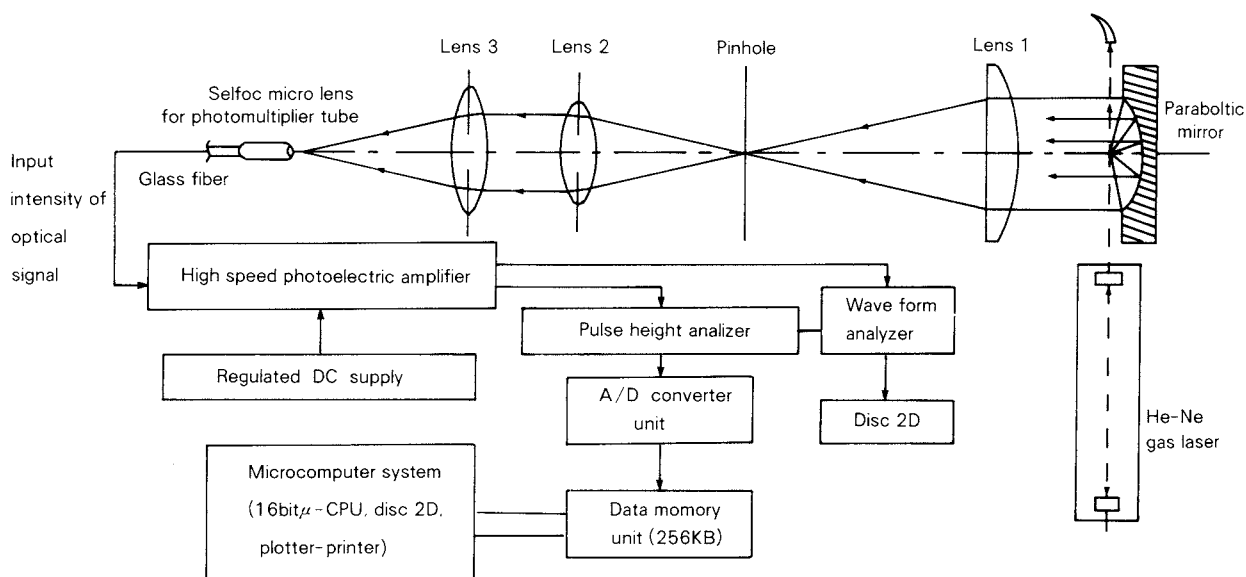 Lens 3
Lens 2
Pinhole
Lens 1
Selfoc micro lens
for photomultiplier tube
Paraboltic
mirror
Glass fiber
Input
intensity of
optical
signal
High speed photoelectric amplifier
Pulse height analizer
Wave form
analyzer
Regulated DC supply
A/D converter
unit
Disc 2D
He-Ne
gas laser
Microcomputer system
(16bitμ-CPU, disc 2D,
plotter-printer)
Data momory
unit (256KB)